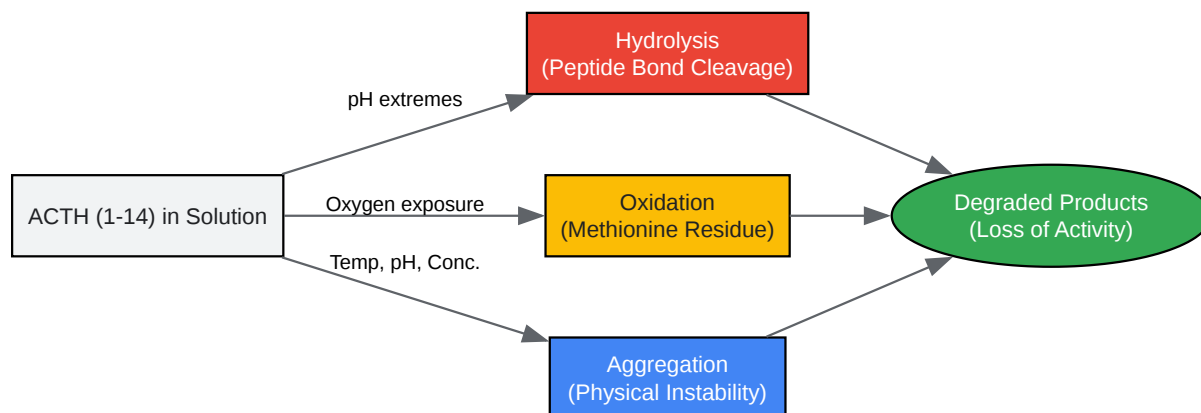 Hydrolysis
(Peptide Bond Cleavage)
pH extremes
ACTH (1-14) in Solution
Oxygen exposure
Oxidation
(Methionine Residue)
Degraded Products
(Loss of Activity)
Temp, pH, Conc.
Aggregation
(Physical Instability)